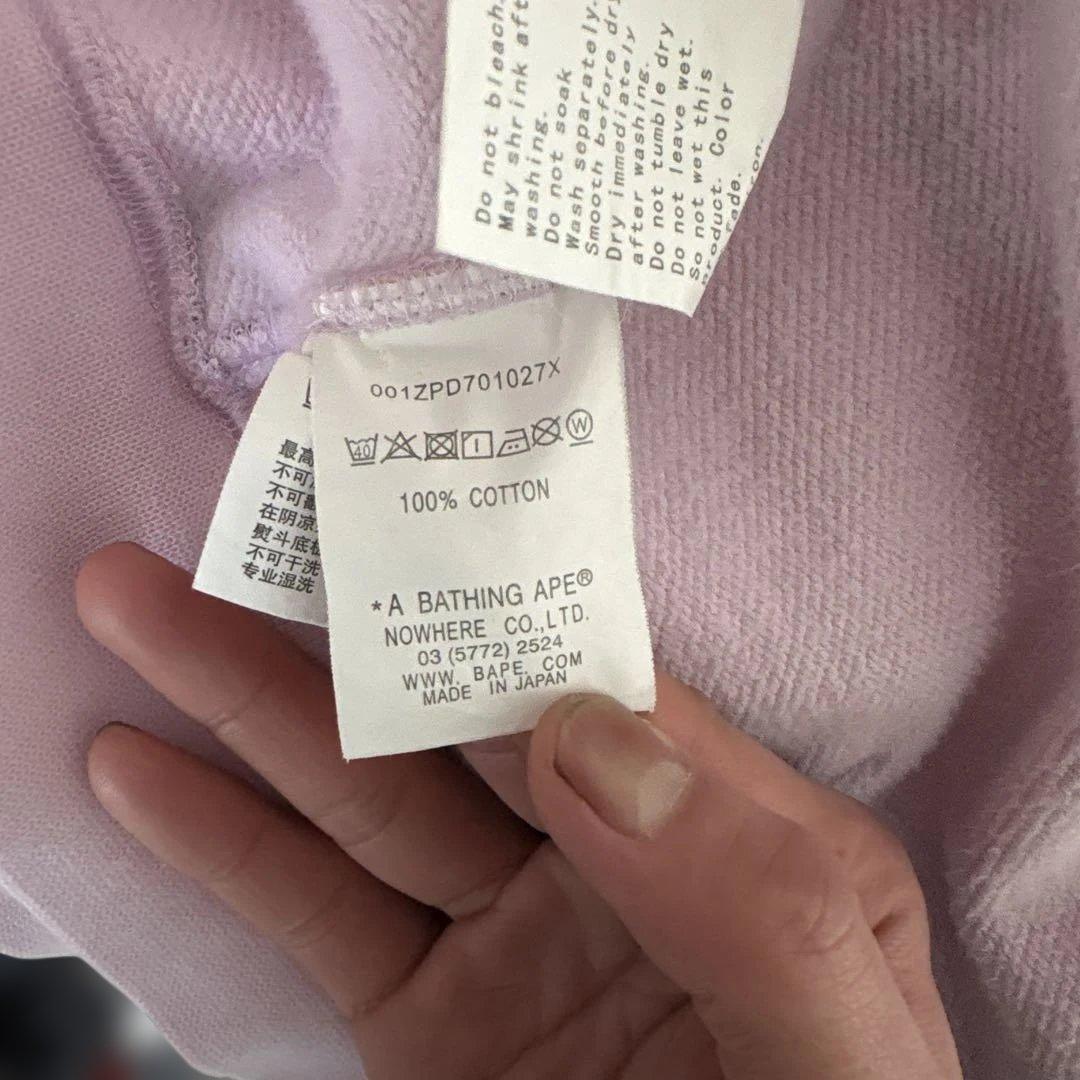 Do not bleach.
May shrink aft
washing.
Do not soak
Wash separately.
Smooth before dry
Dry immediately
after washing.
Do not tumble dry
Do not leave wet.
So not wet this
product. Color
001ZPD701027X
40
W
100% COTTON
*A BATHING APE®
NOWHERE CO.,LTD.
03 (5772) 2524
WWW. BAPE. COM
MADE IN JAPAN
最高
不可
不可
在阴凉
熨斗底板
不可干洗
专业湿洗